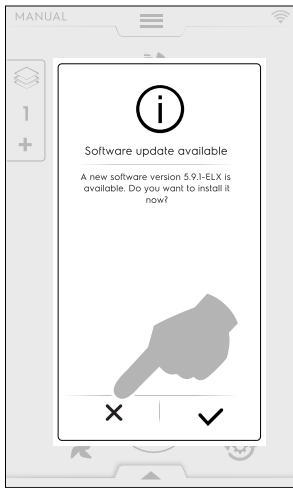 MANUAL
1
Software update available
A new software version 5.9.1-ELX is
available. Do you want to install it
now?